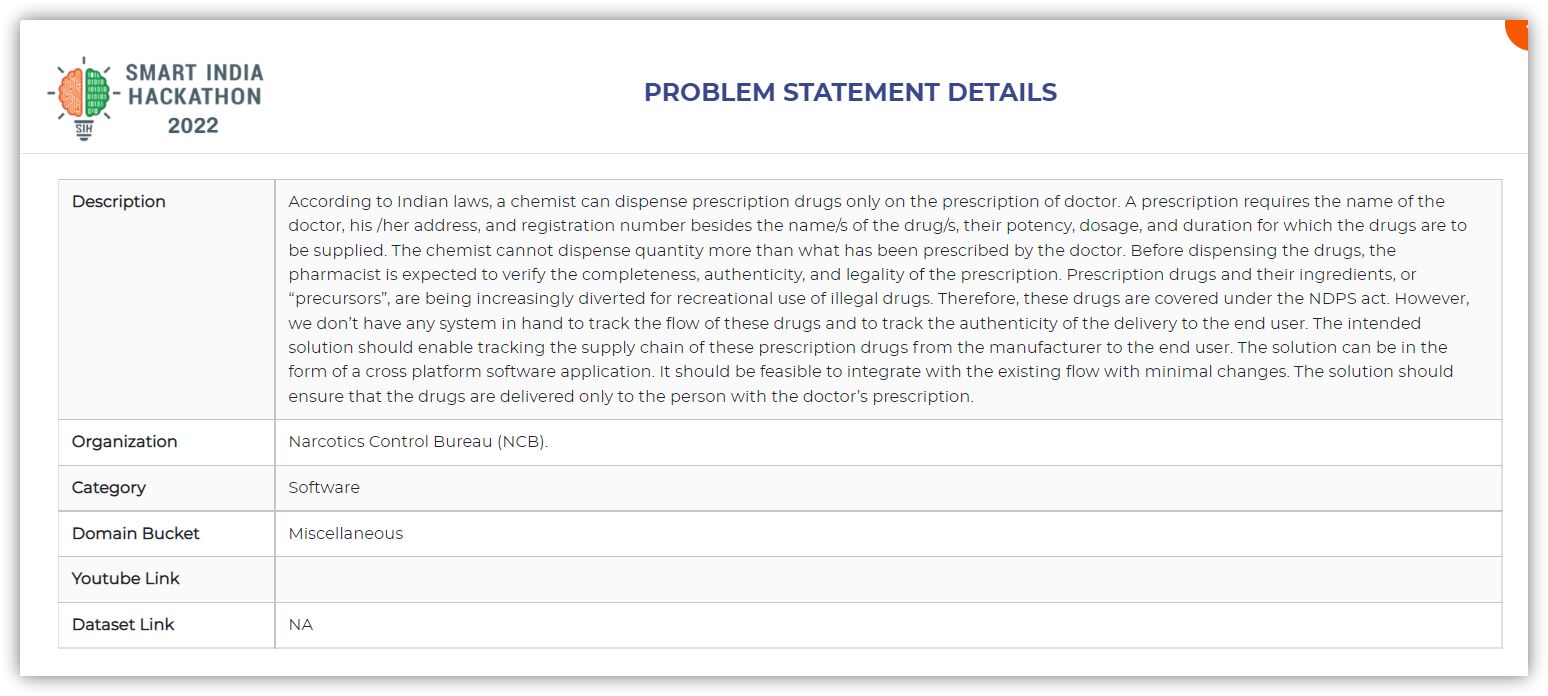 SMART INDIA
HACKATHON
2022
SIH
PROBLEM STATEMENT DETAILS
Description
According to Indian laws, a chemist can dispense prescription drugs only on the prescription of doctor. A prescription requires the name of the
doctor, his /her address, and registration number besides the name/s of the drug/s, their potency, dosage, and duration for which the drugs are to
be supplied. The chemist cannot dispense quantity more than what has been prescribed by the doctor. Before dispensing the drugs, the
pharmacist is expected to verify the completeness, authenticity, and legality of the prescription. Prescription drugs and their ingredients, or
“precursors”, are being increasingly diverted for recreational use of illegal drugs. Therefore, these drugs are covered under the NDPS act. However,
we don’t have any system in hand to track the flow of these drugs and to track the authenticity of the delivery to the end user. The intended
solution should enable tracking the supply chain of these prescription drugs from the manufacturer to the end user. The solution can be in the
form of a cross platform software application. It should be feasible to integrate with the existing flow with minimal changes. The solution should
ensure that the drugs are delivered only to the person with the doctor’s prescription.
Organization
Narcotics Control Bureau (NCB).
Category
Software
Domain Bucket
Miscellaneous
Youtube Link
Dataset Link
NA